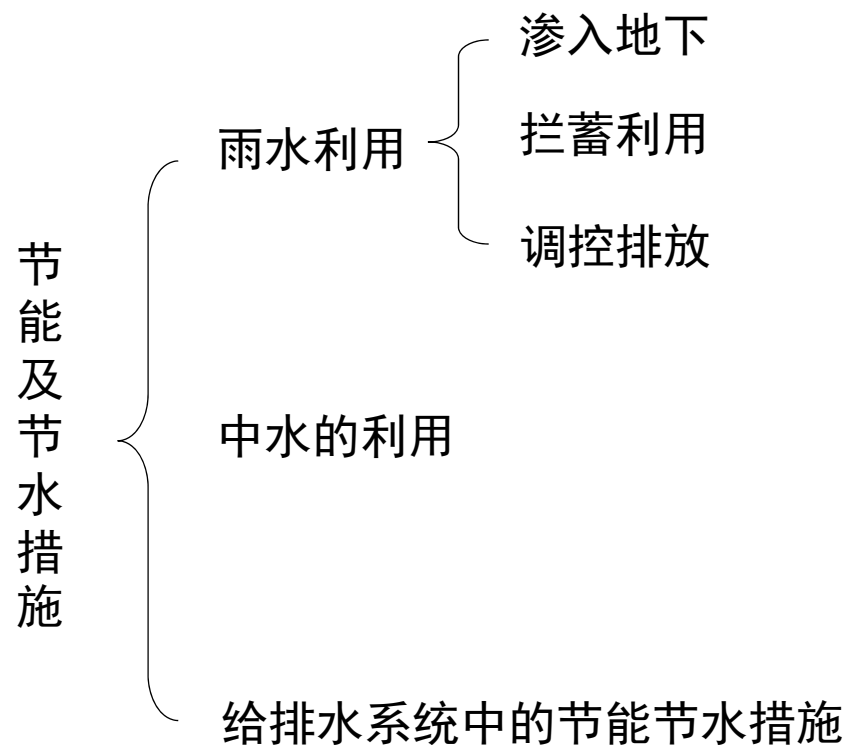 节能及节水措施
雨水利用
渗入地下
拦蓄利用
调控排放
中水的利用
给排水系统中的节能节水措施